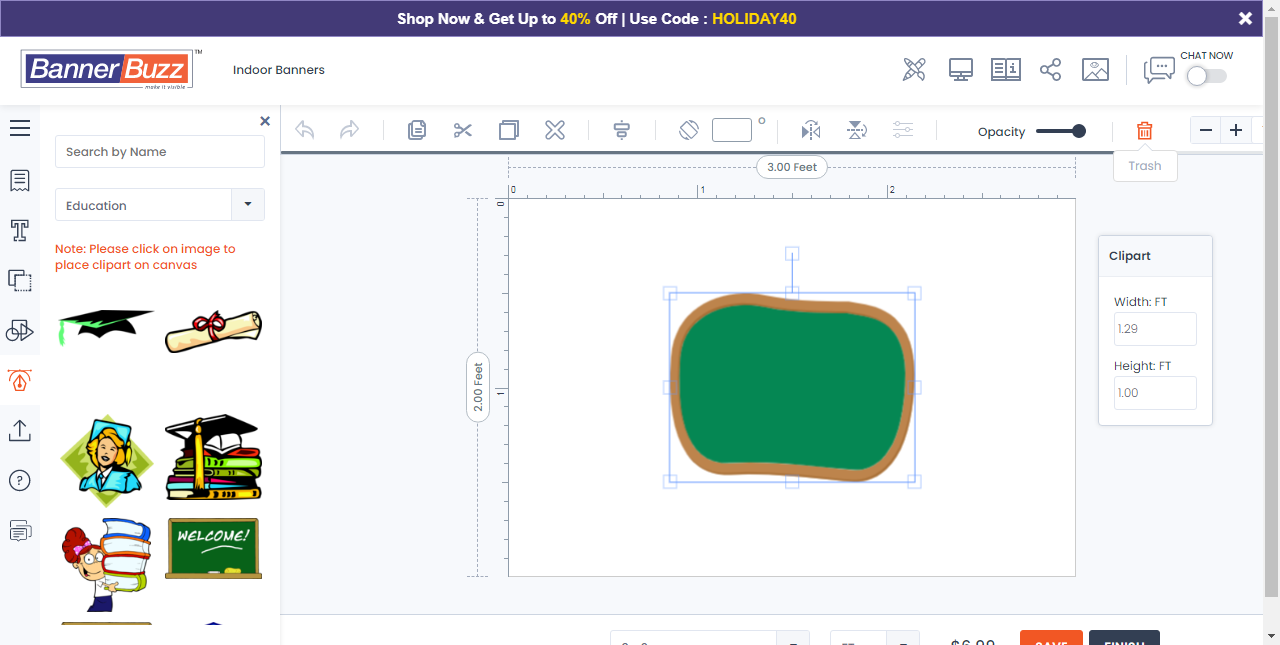 Shop Now & Get Up to 40% Off | Use Code : HOLIDAY40
BannerBuzz™
make it visible
Indoor Banners
CHAT NOW
Search by Name
Education
Note: Please click on image to
place clipart on canvas
WELCOME!
Opacity
Trash
3.00 Feet
0 1 2
0
1
2.00 Feet
Clipart
Width: FT
1.29
Height: FT
1.00
SAVE
FINISH